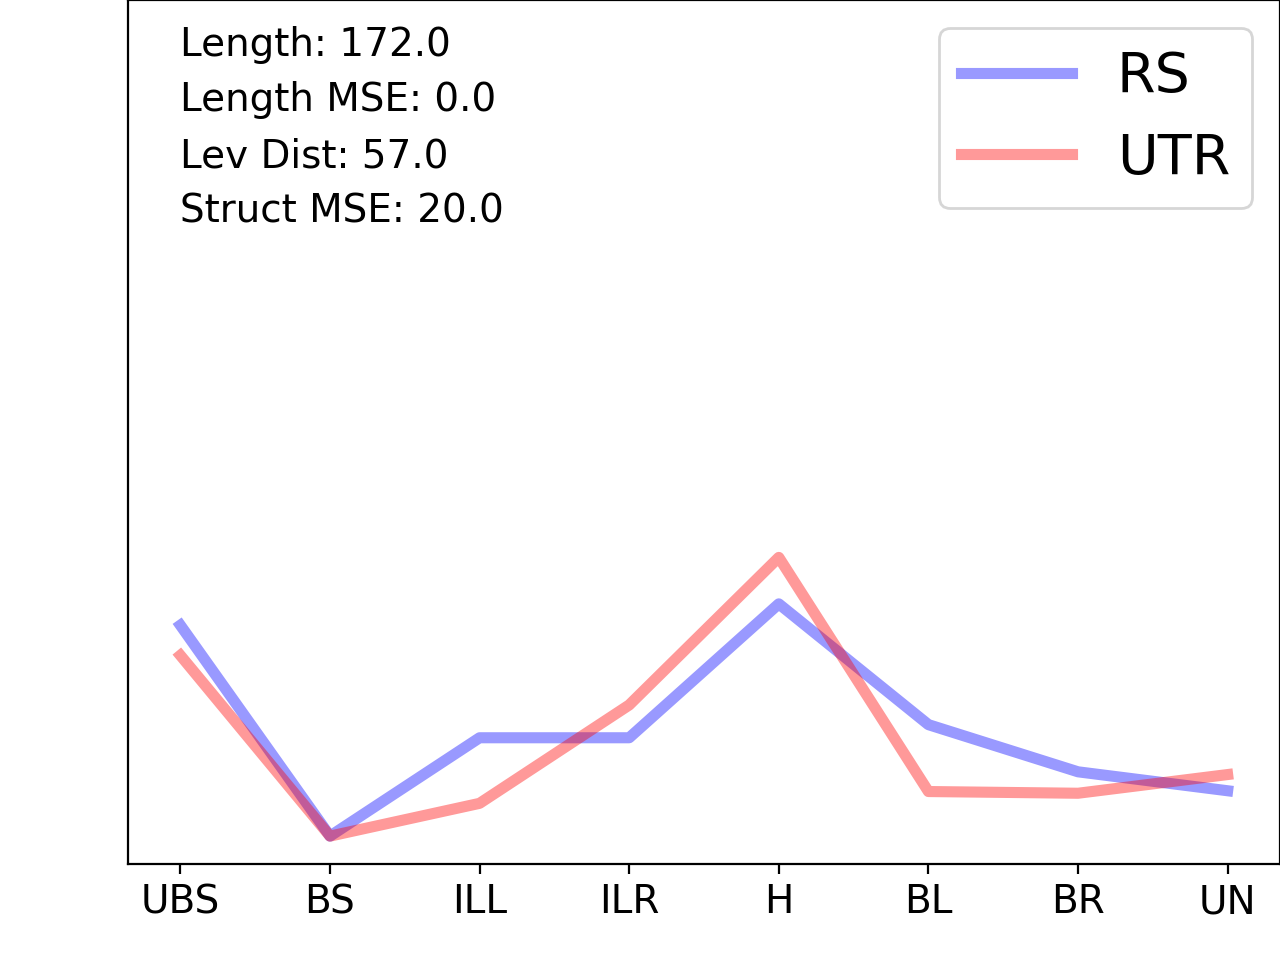 Length: 172.0
Length MSE: 0.0
Lev Dist: 57.0
Struct MSE: 20.0
RS
UTR
UBS BS ILL ILR H BL BR UN